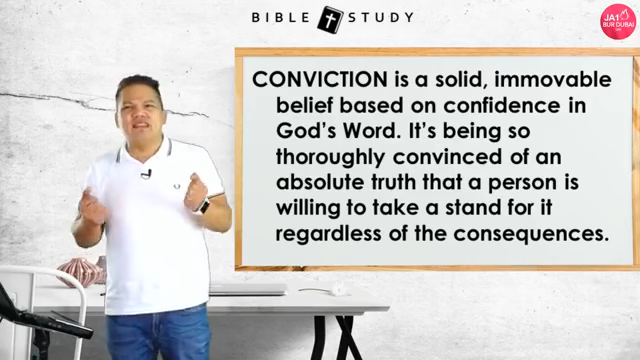 BIBLE STUDY
JA1
BUR DUBAI
CONVICTION is a solid, immovable
belief based on confidence in
God's Word. It's being so
thoroughly convinced of an
absolute truth that a person is
willing to take a stand for it
regardless of the consequences.